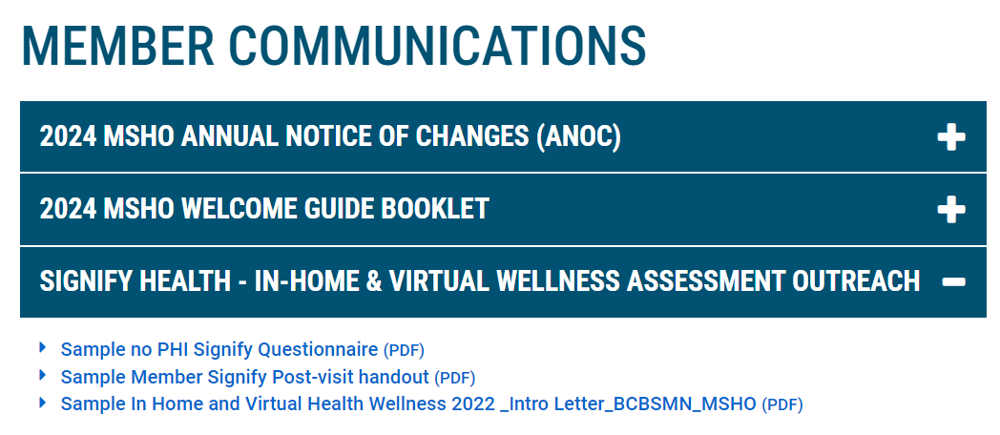 MEMBER COMMUNICATIONS
2024 MSHO ANNUAL NOTICE OF CHANGES (ANOC)
2024 MSHO WELCOME GUIDE BOOKLET
SIGNIFY HEALTH - IN-HOME & VIRTUAL WELLNESS ASSESSMENT OUTREACH
Sample no PHI Signify Questionnaire (PDF)
Sample Member Signify Post-visit handout (PDF)
Sample In Home and Virtual Health Wellness 2022 _Intro Letter_BCBSMN_MSHO (PDF)